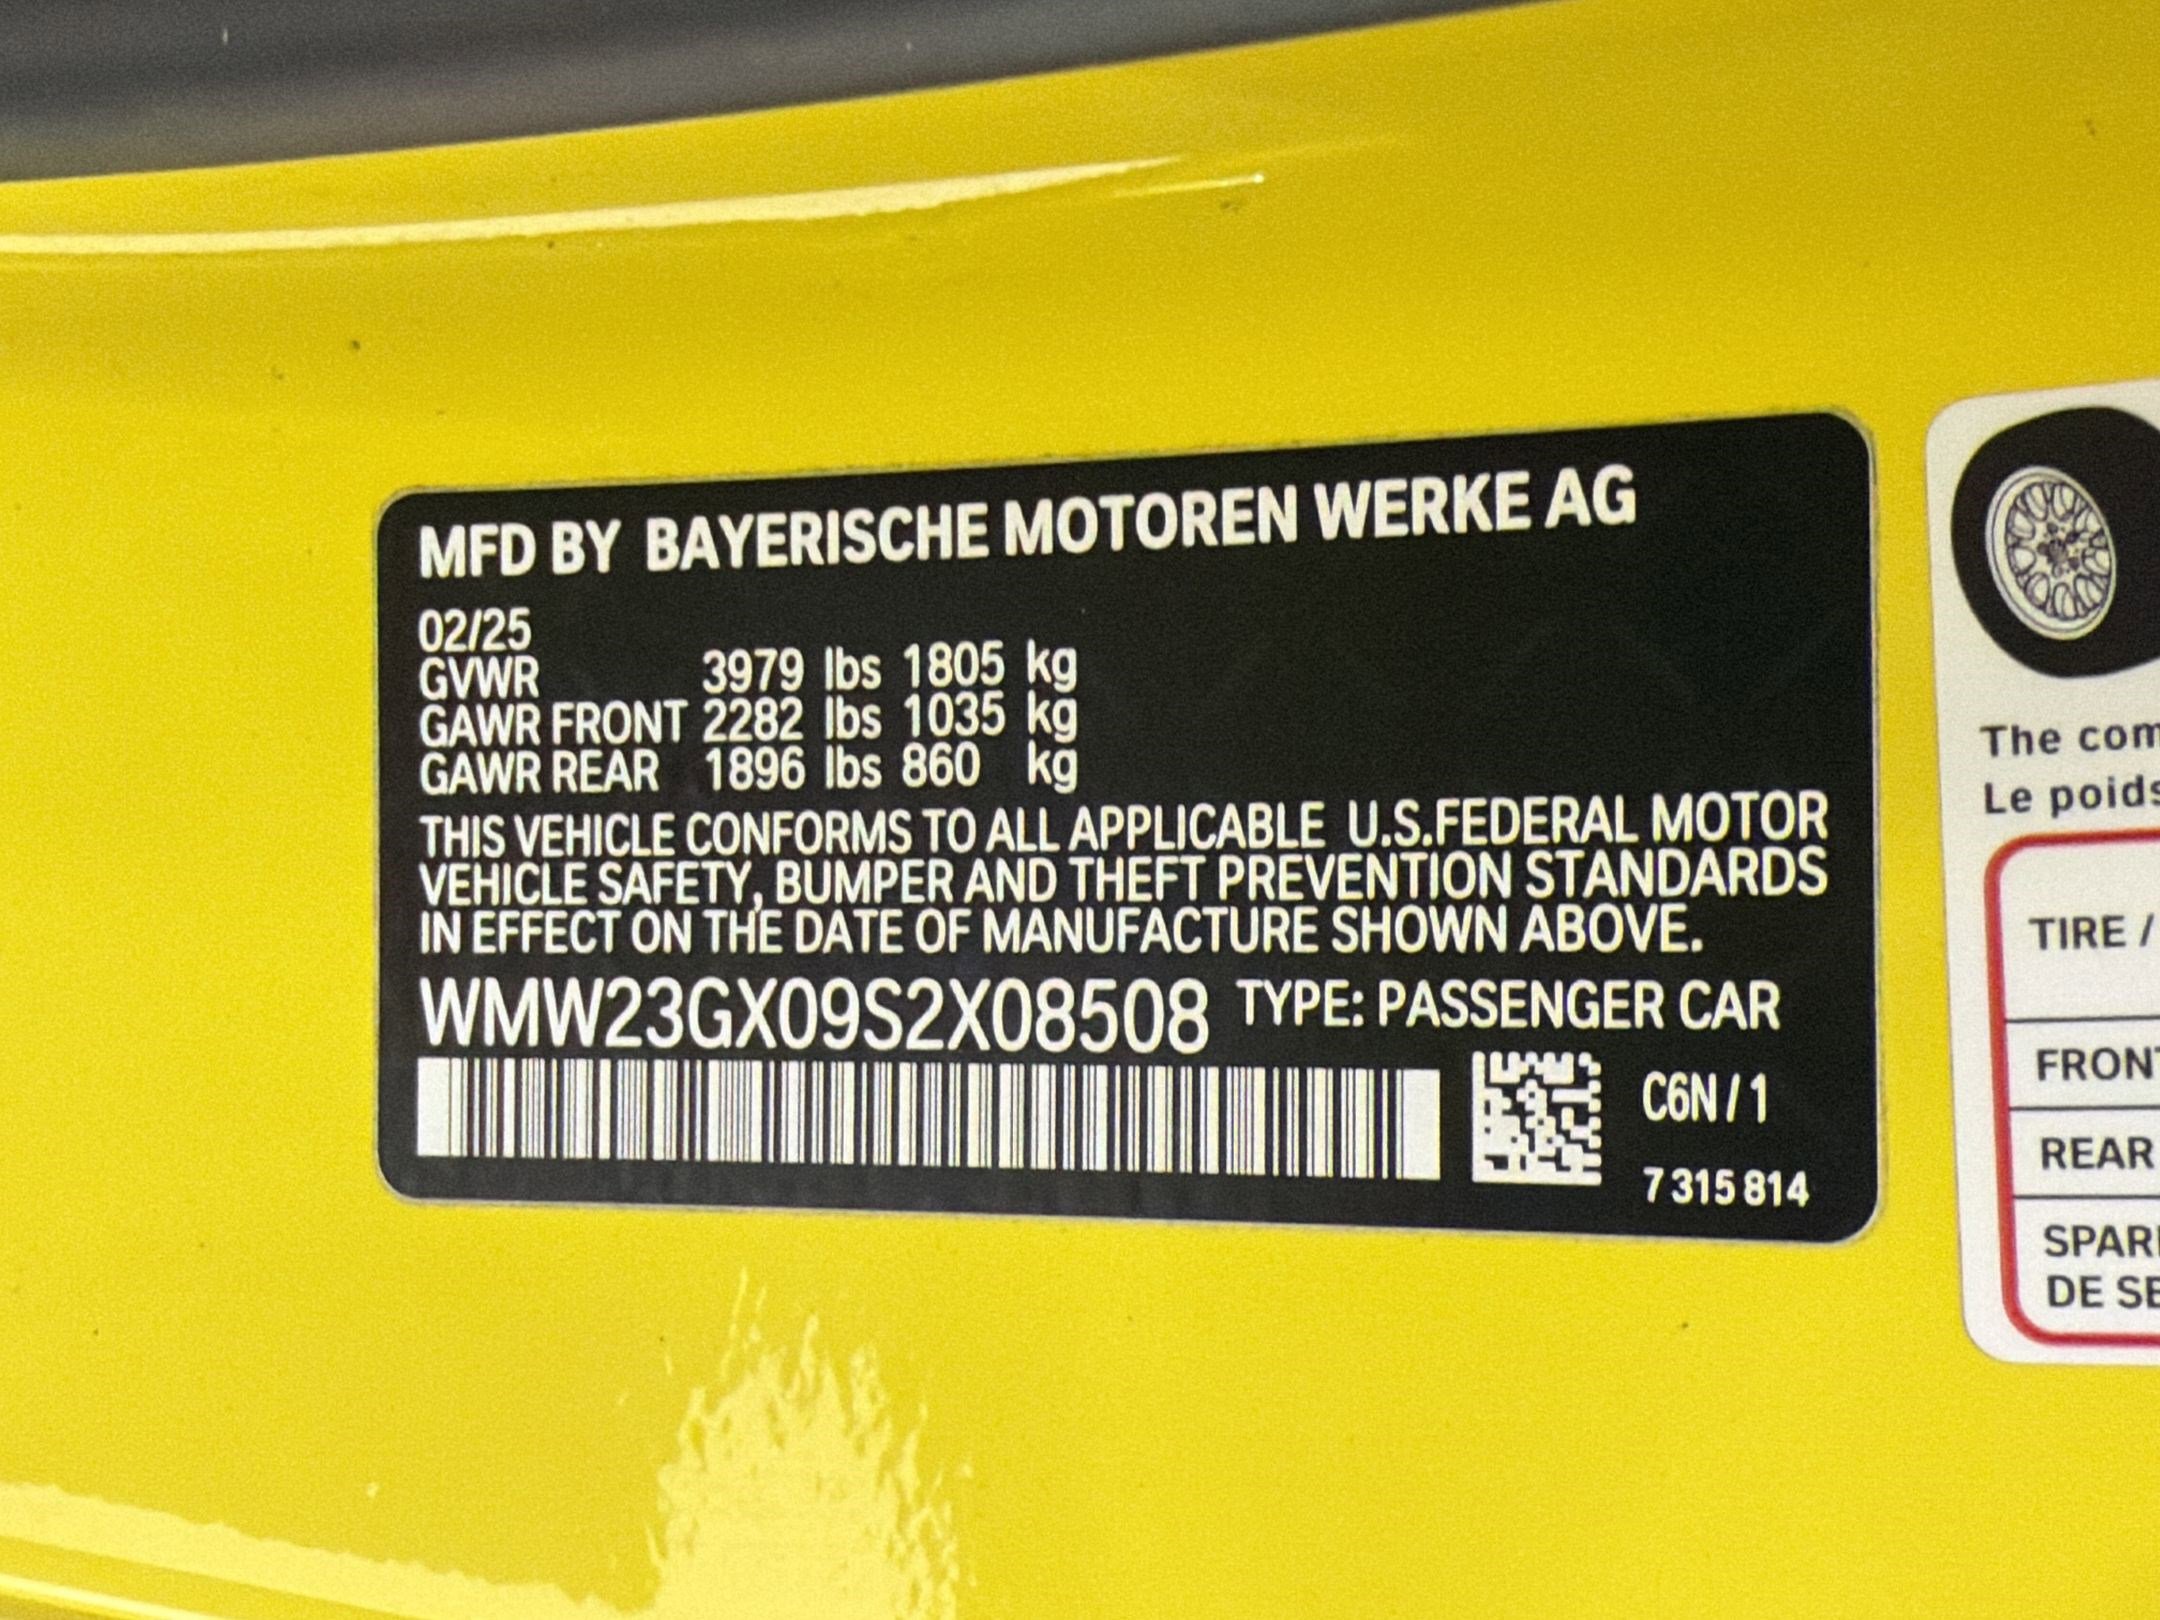 MFD BY BAYERISCHE MOTOREN WERKE AG
02/25
GVWR 3979 lbs 1805 kg
GAWR FRONT 2282 lbs 1035 kg
GAWR REAR 1896 lbs 860 kg
THIS VEHICLE CONFORMS TO ALL APPLICABLE U.S.FEDERAL MOTOR
VEHICLE SAFETY, BUMPER AND THEFT PREVENTION STANDARDS
IN EFFECT ON THE DATE OF MANUFACTURE SHOWN ABOVE.
WMW23GX09S2X08508 TYPE: PASSENGER CAR
C6N / 1
7 315 814
The com
Le poids
TIRE /
FRONT
REAR
SPAR
DE SE